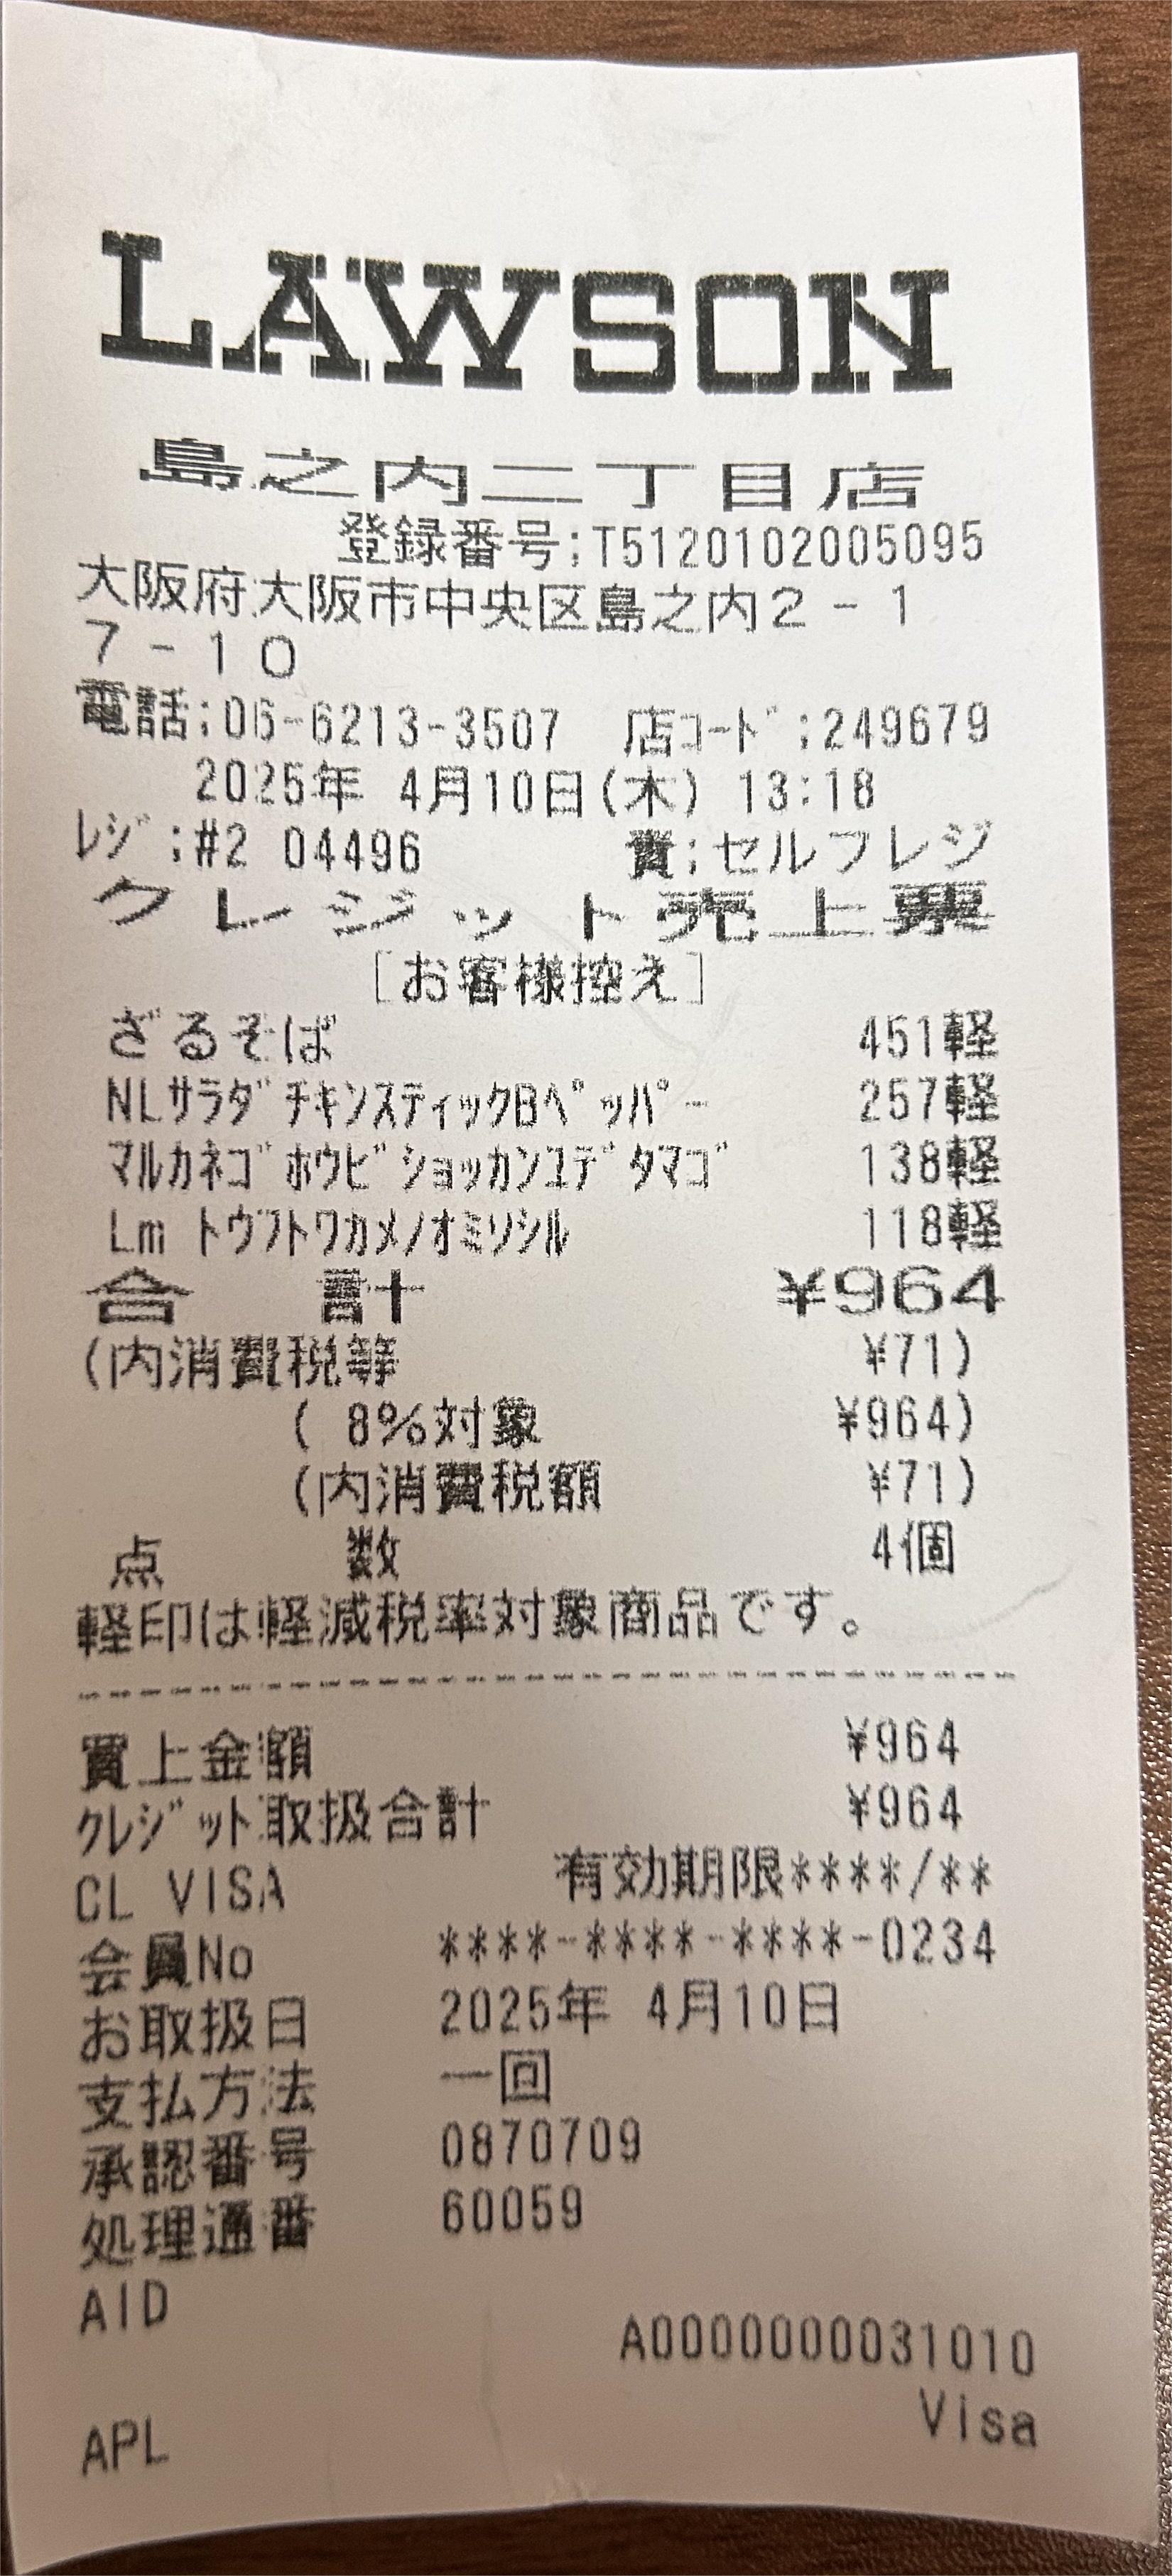 LAWSON
島之内二丁目店
登録番号;T5120102005095
大阪府大阪市中央区島之内2-1
7-10
電話;06-6213-3507 店コード;249679
2025年 4月10日(木) 13:18
レジ;#2 04496 責;セルフレジ
クレジット売上票
[お客様控え]
ざるそば 451軽
NLサラダチキンスティックBペッパー 257軽
マルカネゴホウビショッカンユデタマゴ 138軽
Lm トウフトワカメノオミソシル 118軽
合 計 ¥964
(内消費税等 ¥71)
( 8%対象 ¥964)
(内消費税額 ¥71)
点 数 4個
軽印は軽減税率対象商品です。
買上金額 ¥964
クレジット取扱合計 ¥964
CL VISA 有効期限****/**
会員No ****-****-****-0234
お取扱日 2025年 4月10日
支払方法 一回
承認番号 0870709
処理通番 60059
AID
A0000000031010
Visa
APL